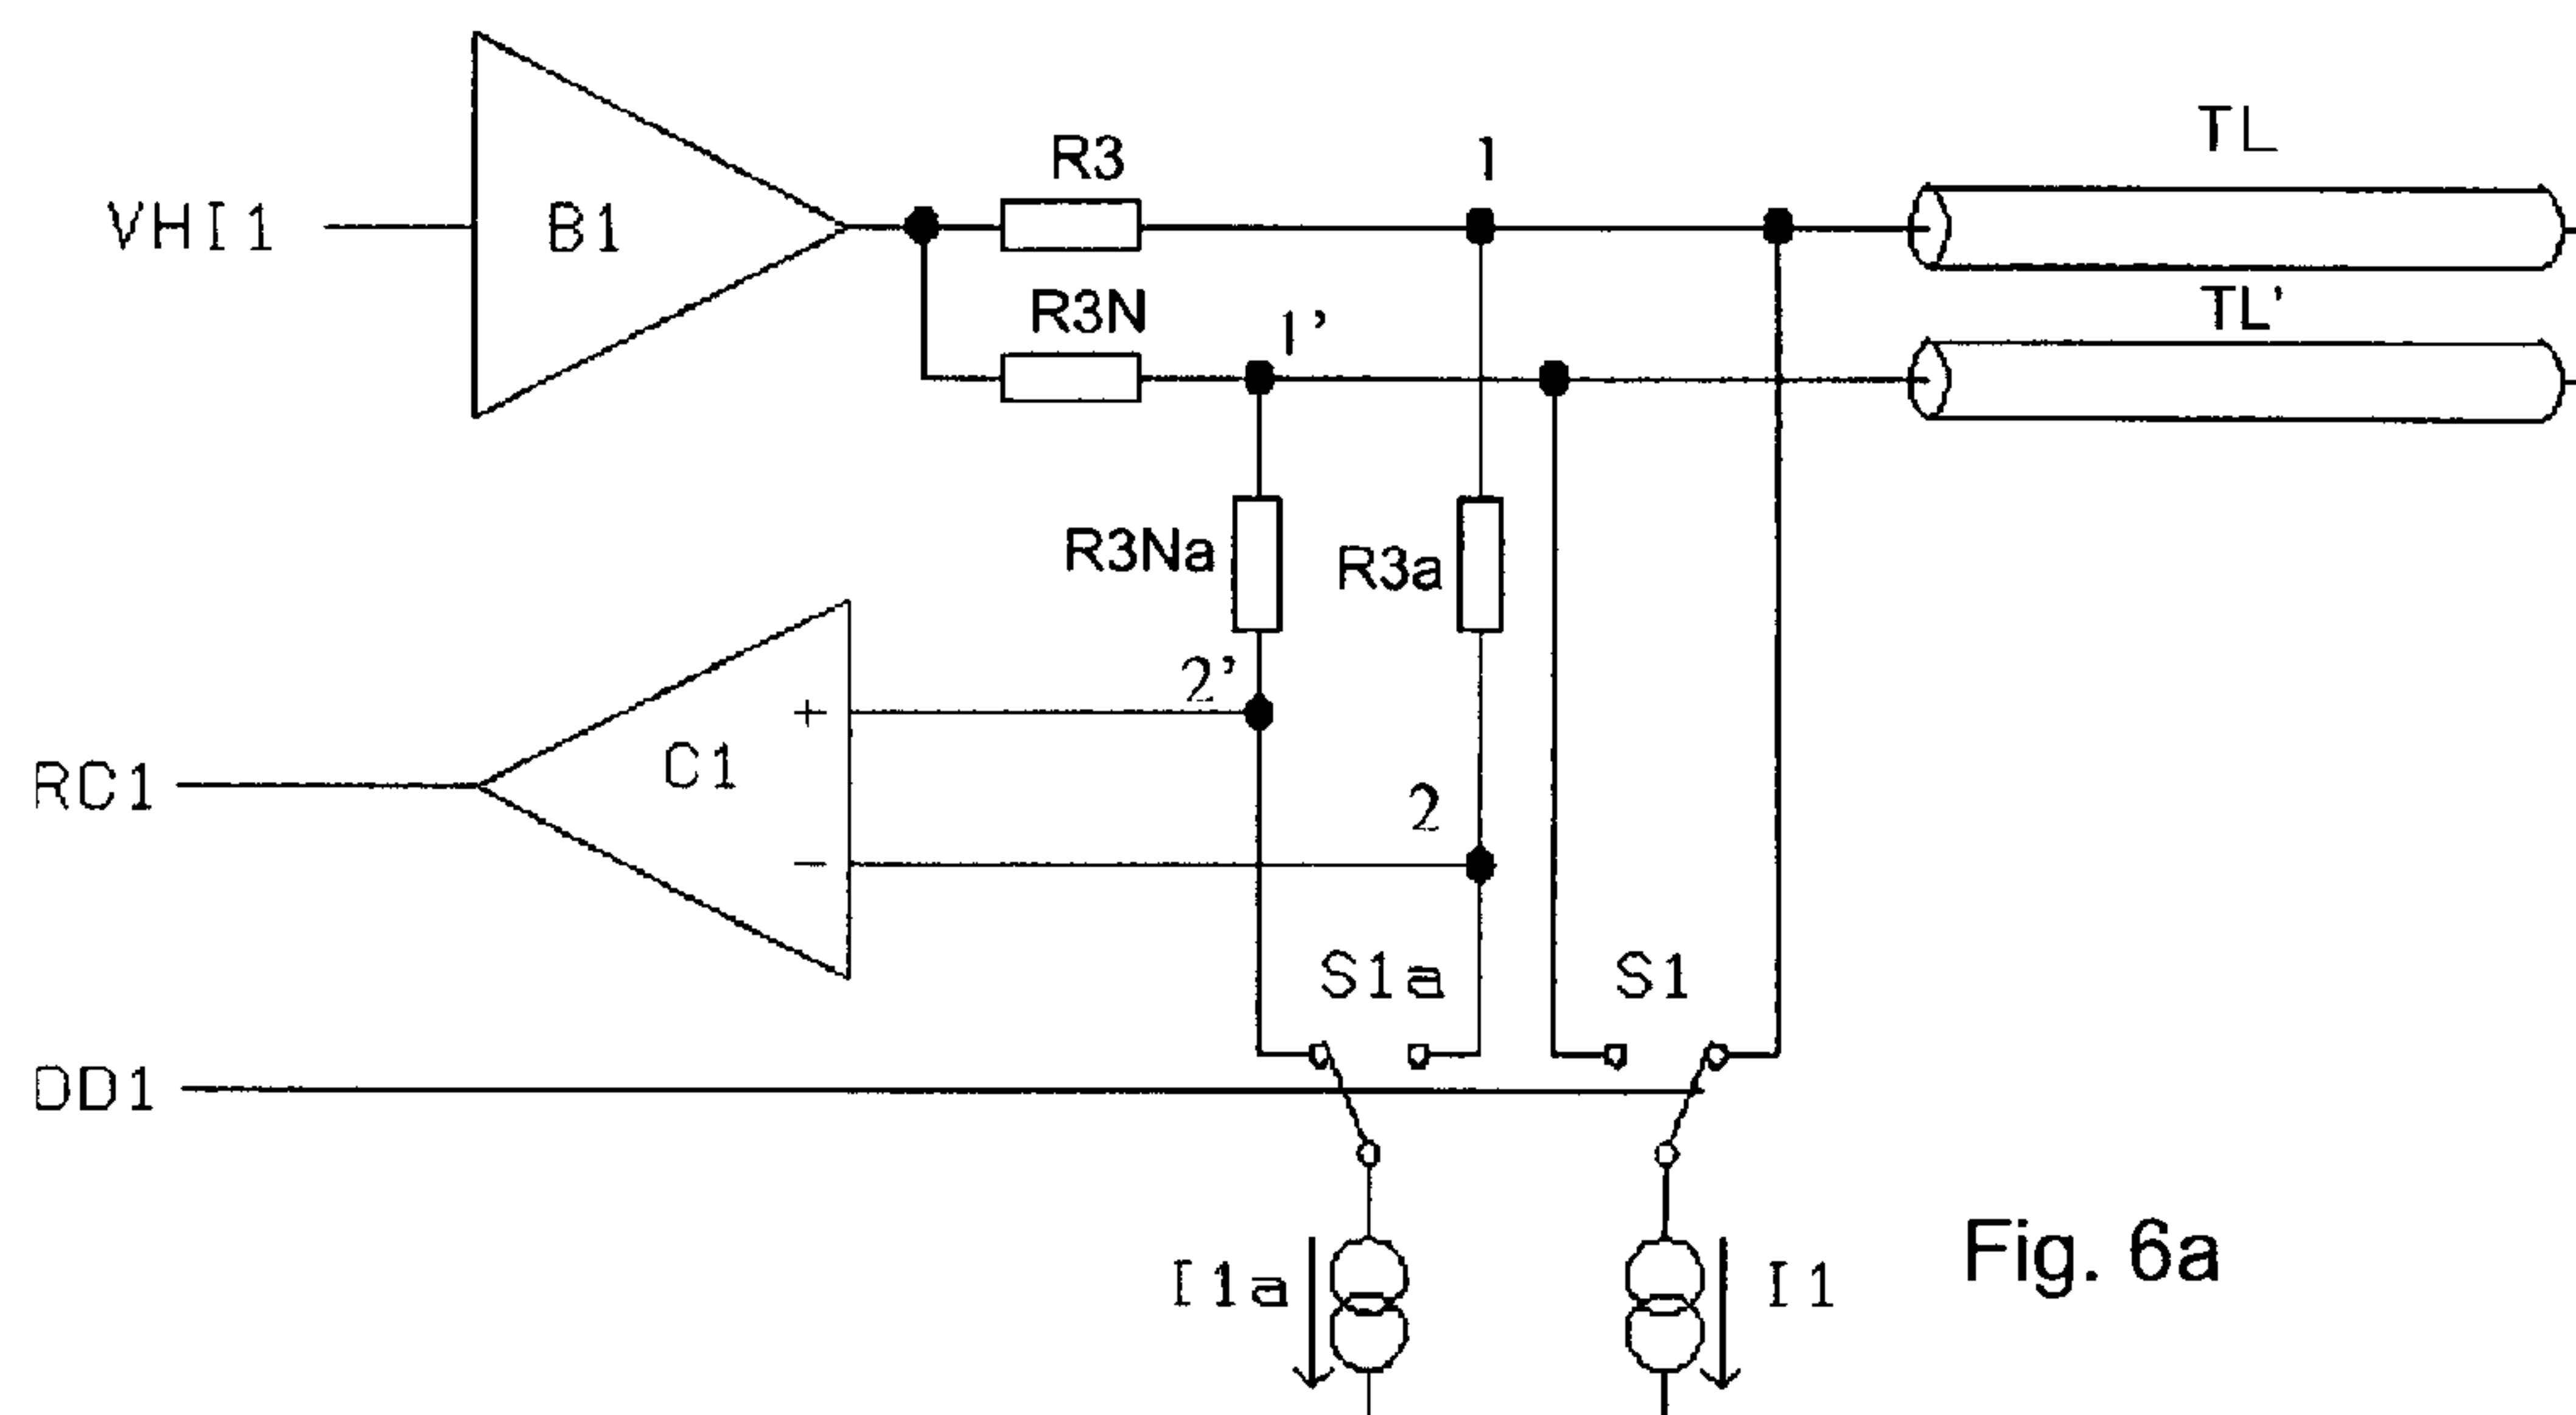 TL
R3
1
VHI1
B1
R3N
1'
TL'
R3Na
R3a
2'
+
C1
RC1
2
−
S1a
S1
DD1
I1a
I1
Fig. 6a